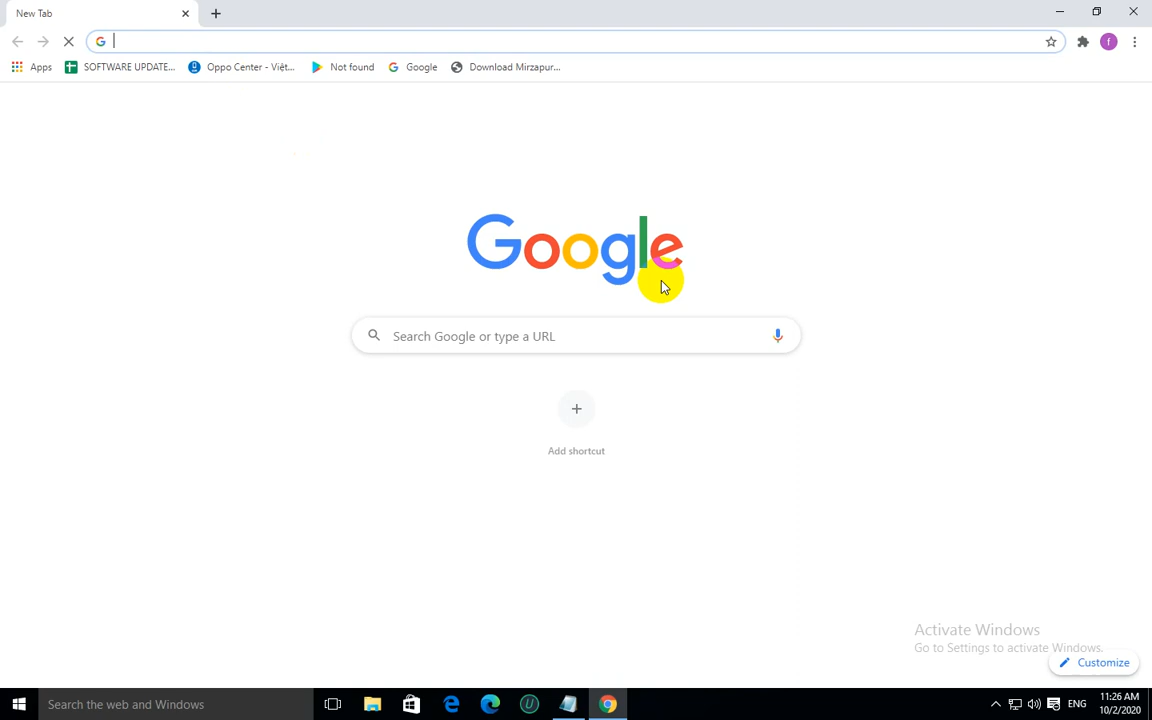 New Tab
Apps SOFTWARE UPDATE... Oppo Center - Việt... Not found Google Download Mirzapur...
Google
Search Google or type a URL
Add shortcut
Activate Windows
Go to Settings to activate Windows.
Customize
Search the web and Windows
ENG
11:26 AM
10/2/2020